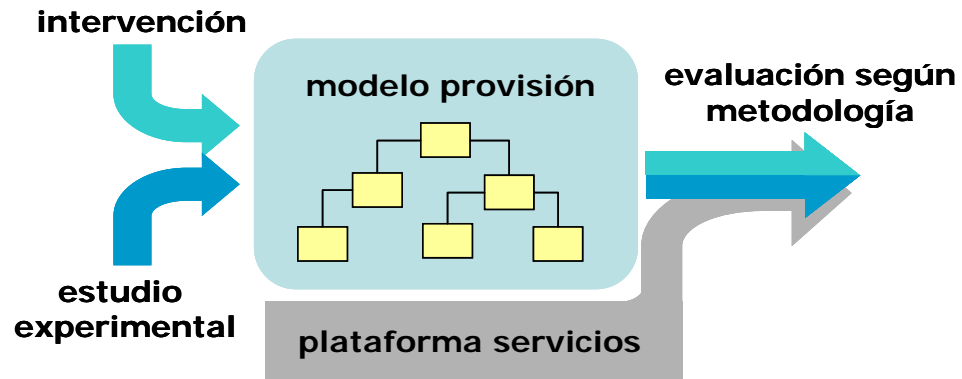 intervención
modelo provisión
evaluación según
metodología
estudio
experimental
plataforma servicios